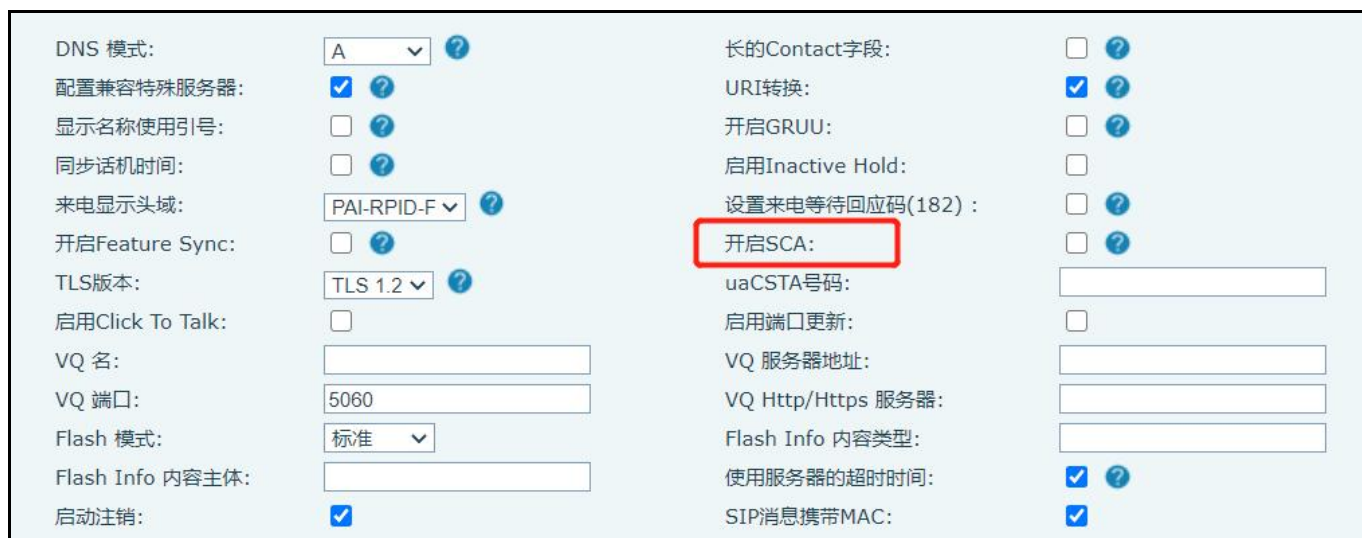 DNS 模式: A 长的Contact字段:
配置兼容特殊服务器: URI转换:
显示名称使用引号: 开启GRUU:
同步话机时间: 启用Inactive Hold:
来电显示头域: PAI-RPID-F 设置来电等待回应码(182) :
开启Feature Sync: 开启SCA:
TLS版本: TLS 1.2 uaCSTA号码:
启用Click To Talk: 启用端口更新:
VQ 名: VQ 服务器地址:
VQ 端口: 5060 VQ Http/Https 服务器:
Flash 模式: 标准 Flash Info 内容类型:
Flash Info 内容主体: 使用服务器的超时时间:
启动注销: SIP消息携带MAC: